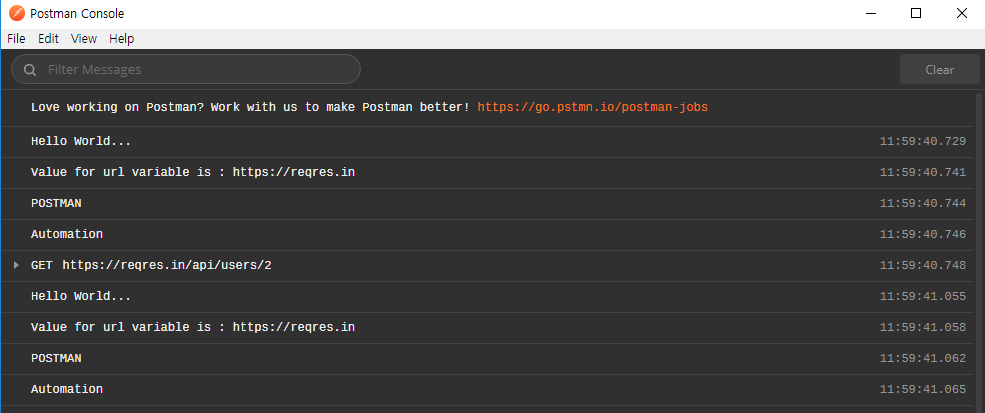 Postman Console
File Edit View Help
Filter Messages Clear
Love working on Postman? Work with us to make Postman better! https://go.pstmn.io/postman-jobs
Hello World... 11:59:40.729
Value for url variable is : https://reqres.in 11:59:40.741
POSTMAN 11:59:40.744
Automation 11:59:40.746
GET https://reqres.in/api/users/2 11:59:40.748
Hello World... 11:59:41.055
Value for url variable is : https://reqres.in 11:59:41.058
POSTMAN 11:59:41.062
Automation 11:59:41.065